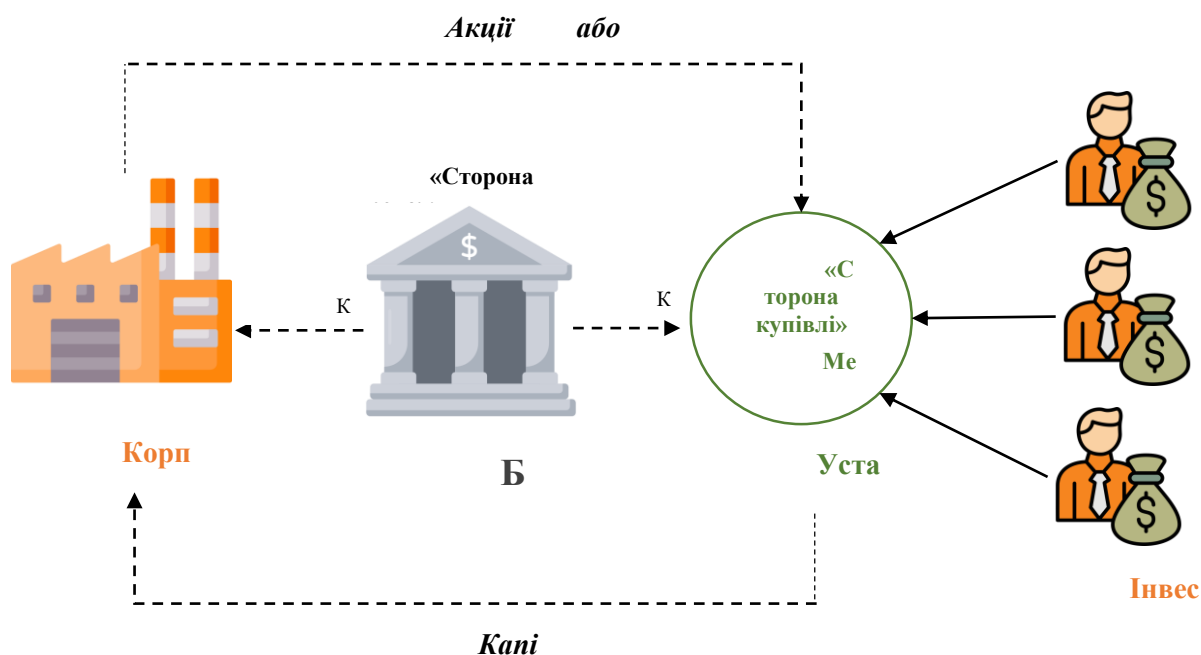 Акції або
«Сторона
$
К
К
«С
торона
купівлі»
Ме
$
$
$
Корп
Б
Уста
Інвес
Капі